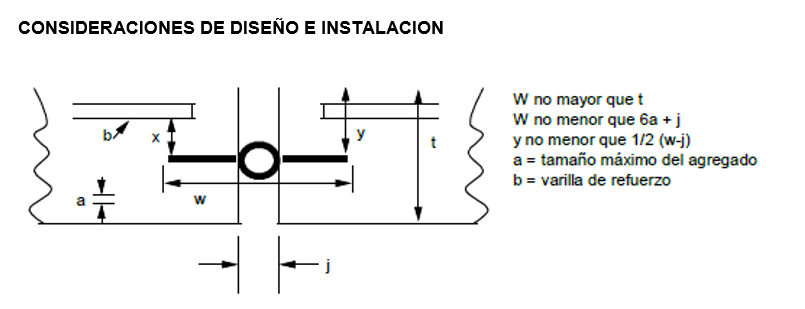 CONSIDERACIONES DE DISEÑO E INSTALACION
W no mayor que t
W no menor que 6a + j
y no menor que 1/2 (w-j)
a = tamaño máximo del agregado
b = varilla de refuerzo
b
x
y
t
a
w
j